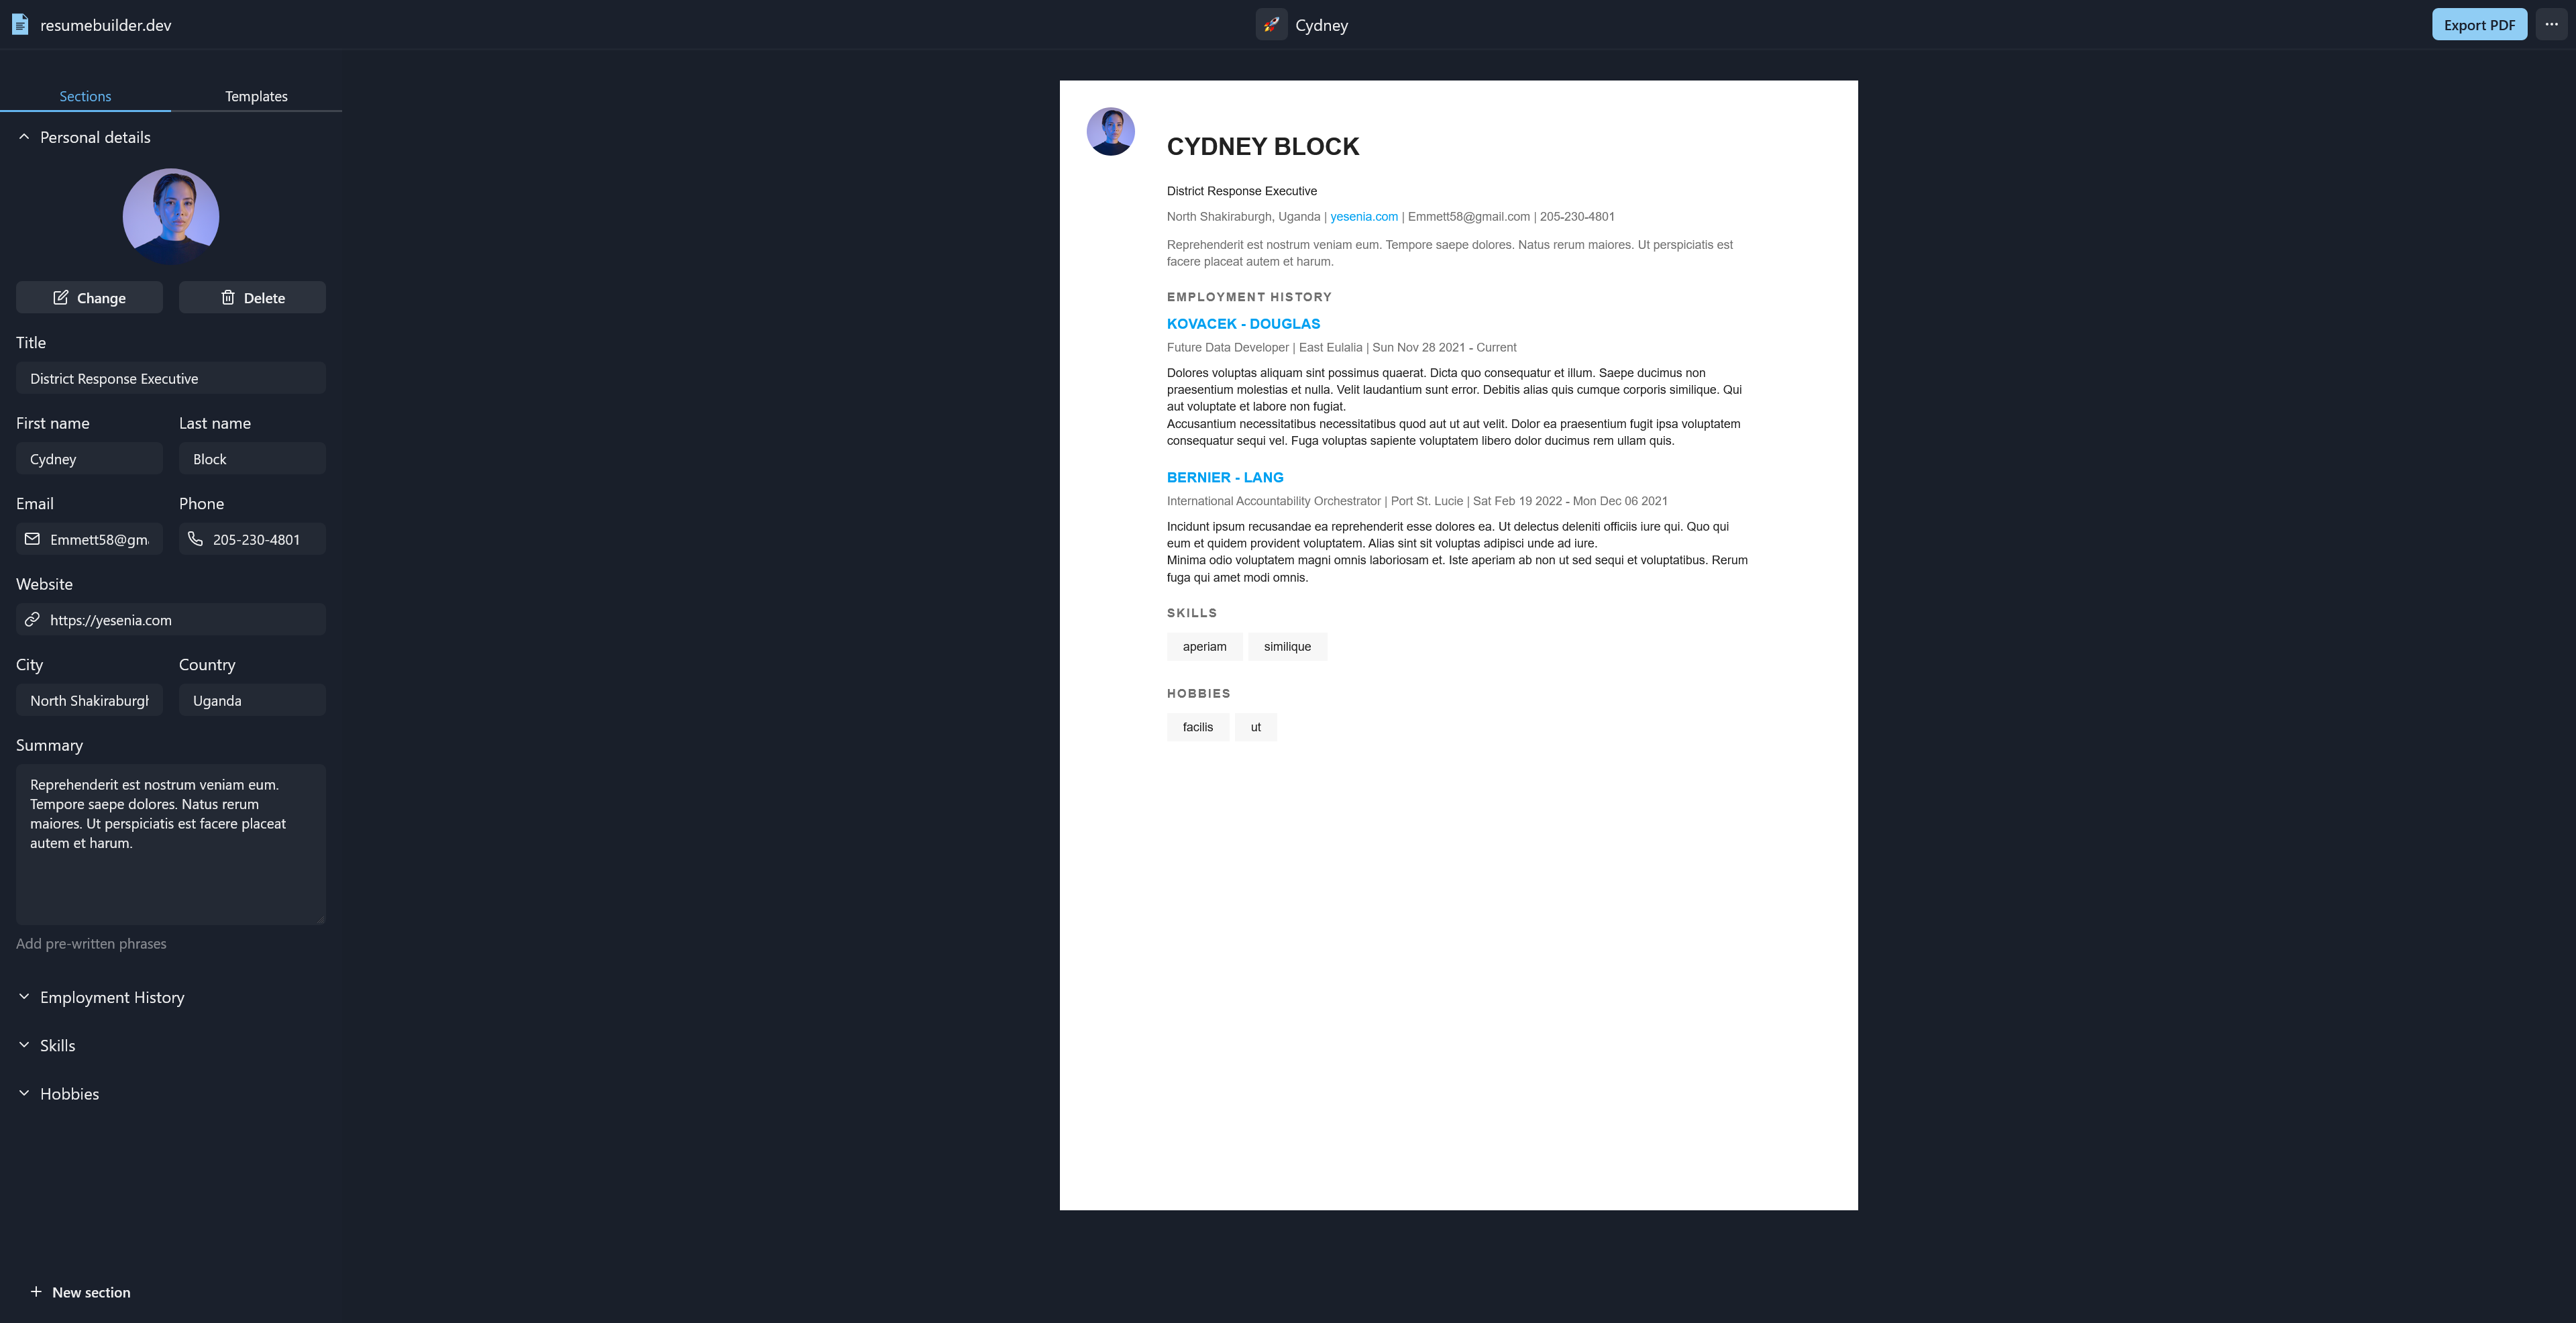 resumebuilder.dev
Cydney
Export PDF
Sections
Templates
Personal details
Change
Delete
Title
District Response Executive
First name
Last name
Cydney
Block
Email
Phone
Emmett58@gm
205-230-4801
Website
https://yesenia.com
City
Country
North Shakiraburgh
Uganda
Summary
Reprehenderit est nostrum veniam eum.
Tempore saepe dolores. Natus rerum
maiores. Ut perspiciatis est facere placeat
autem et harum.
Add pre-written phrases
Employment History
Skills
Hobbies
New section
CYDNEY BLOCK
District Response Executive
North Shakiraburgh, Uganda | yesenia.com | Emmett58@gmail.com | 205-230-4801
Reprehenderit est nostrum veniam eum. Tempore saepe dolores. Natus rerum maiores. Ut perspiciatis est
facere placeat autem et harum.
EMPLOYMENT HISTORY
KOVACEK - DOUGLAS
Future Data Developer | East Eulalia | Sun Nov 28 2021 - Current
Dolores voluptas aliquam sint possimus quaerat. Dicta quo consequatur et illum. Saepe ducimus non
praesentium molestias et nulla. Velit laudantium sunt error. Debitis alias quis cumque corporis similique. Qui
aut voluptate et labore non fugiat.
Accusantium necessitatibus necessitatibus quod aut ut aut velit. Dolor ea praesentium fugit ipsa voluptatem
consequatur sequi vel. Fuga voluptas sapiente voluptatem libero dolor ducimus rem ullam quis.
BERNIER - LANG
International Accountability Orchestrator | Port St. Lucie | Sat Feb 19 2022 - Mon Dec 06 2021
Incidunt ipsum recusandae ea reprehenderit esse dolores ea. Ut delectus deleniti officiis iure qui. Quo qui
eum et quidem provident voluptatem. Alias sint sit voluptas adipisci unde ad iure.
Minima odio voluptatem magni omnis laboriosam et. Iste aperiam ab non ut sed sequi et voluptatibus. Rerum
fuga qui amet modi omnis.
SKILLS
aperiam
similique
HOBBIES
facilis
ut